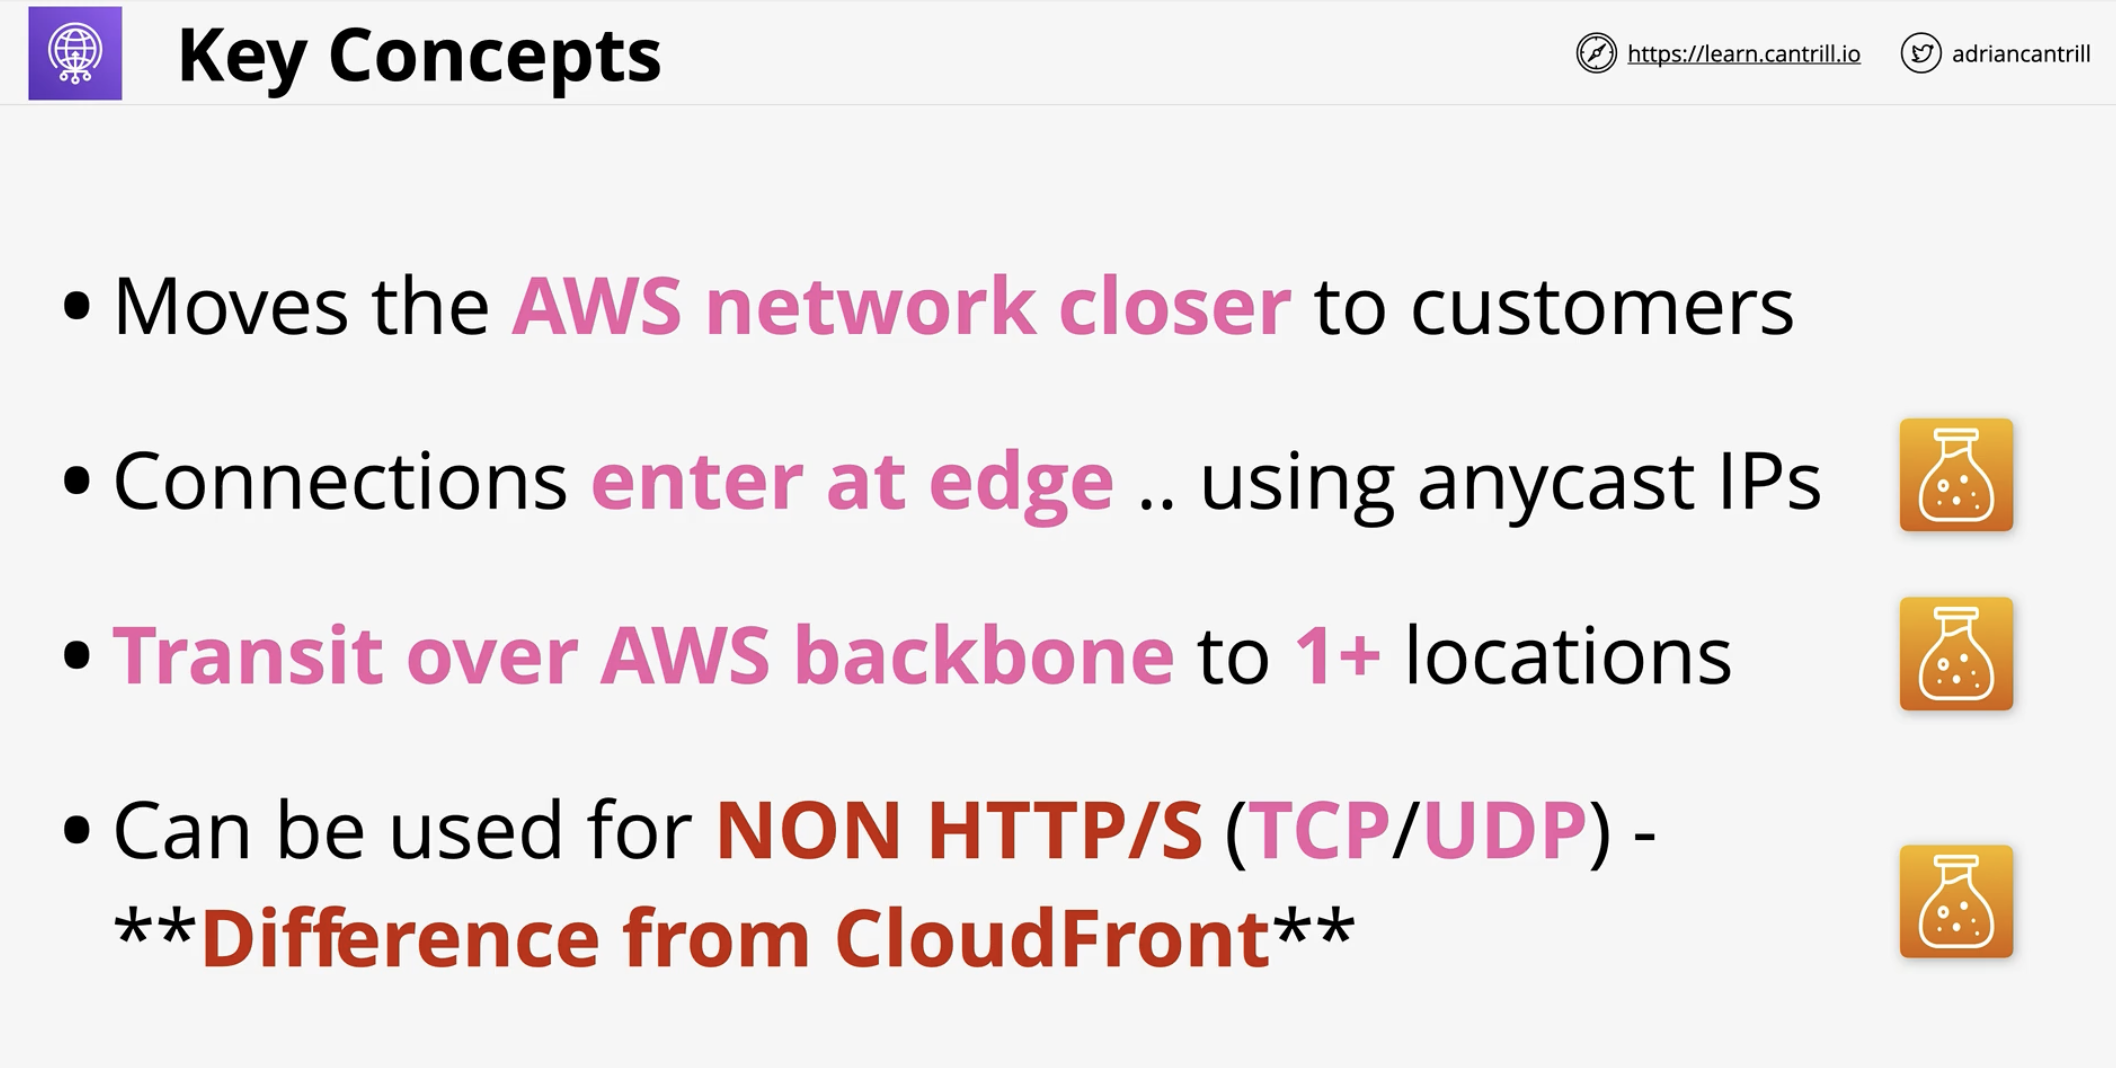 Key Concepts
https://learn.cantrill.io
adriancantrill
• Moves the AWS network closer to customers
• Connections enter at edge .. using anycast IPs
• Transit over AWS backbone to 1+ locations
• Can be used for NON HTTP/S (TCP/UDP) -
**Difference from CloudFront**